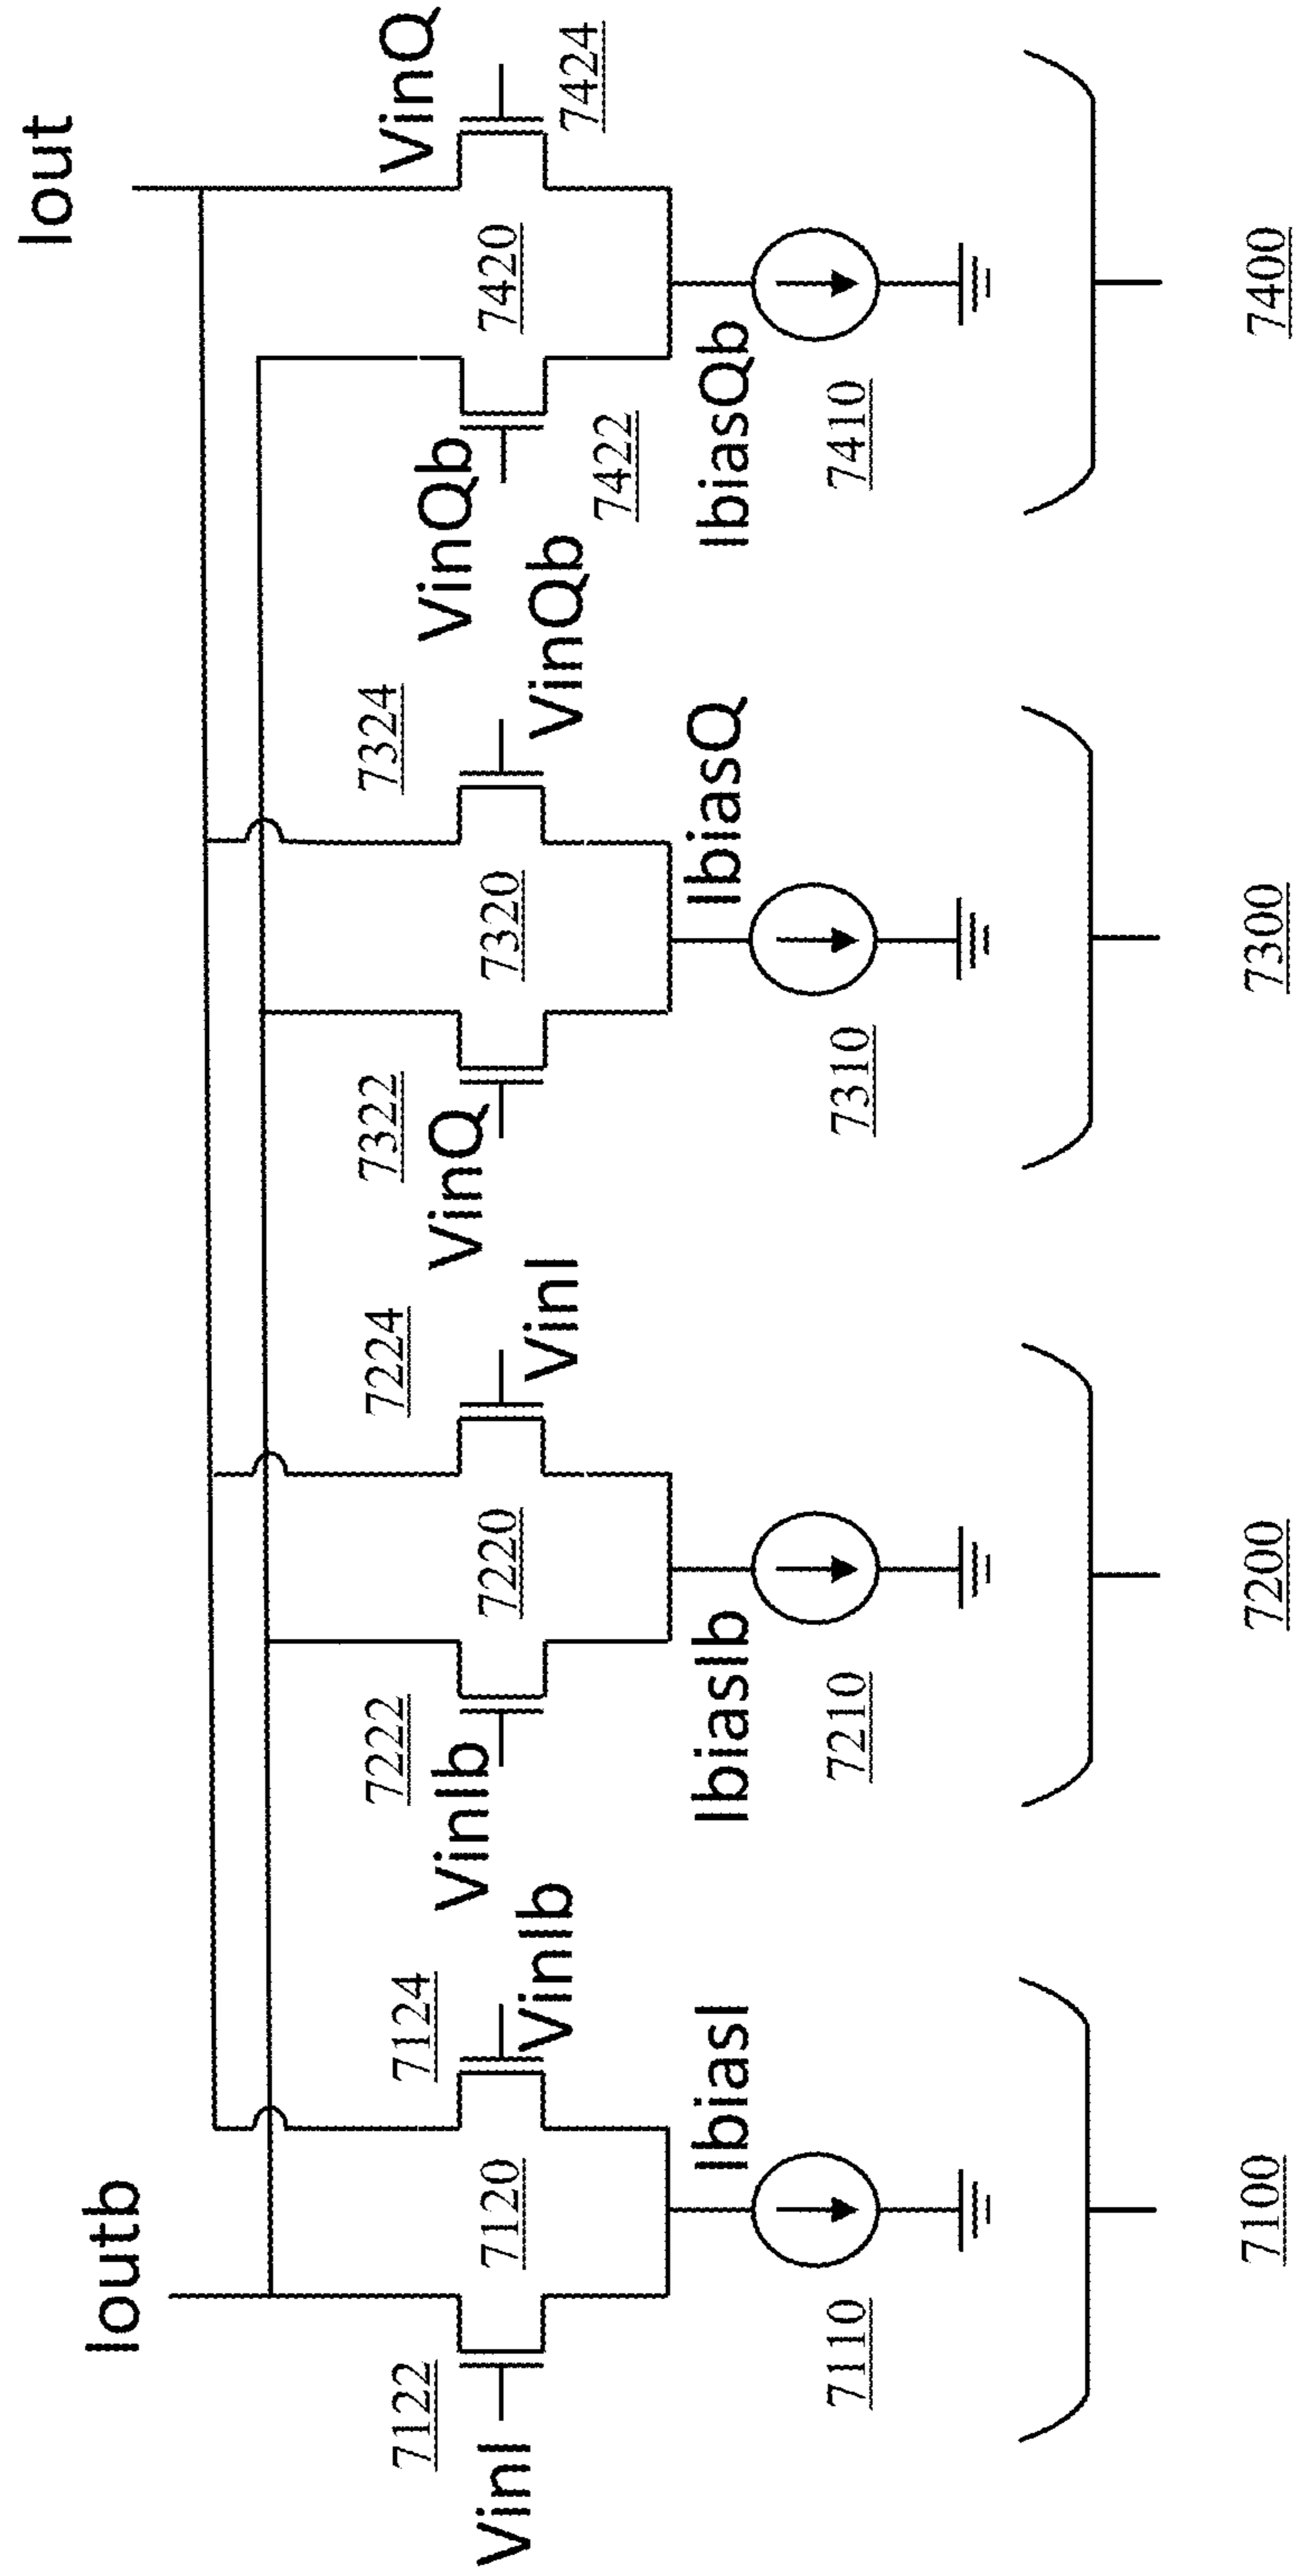 Ioutb
Iout
7122
VinI
7120
7124
VinIb
7222
VinIb
7220
7224
VinI
7322
VinQ
7320
7324
VinQb
VinQb
7422
7420
VinQ
7424
7110
IbiasI
IbiasIb
7210
7310
IbiasQ
IbiasQb
7410
7100
7200
7300
7400